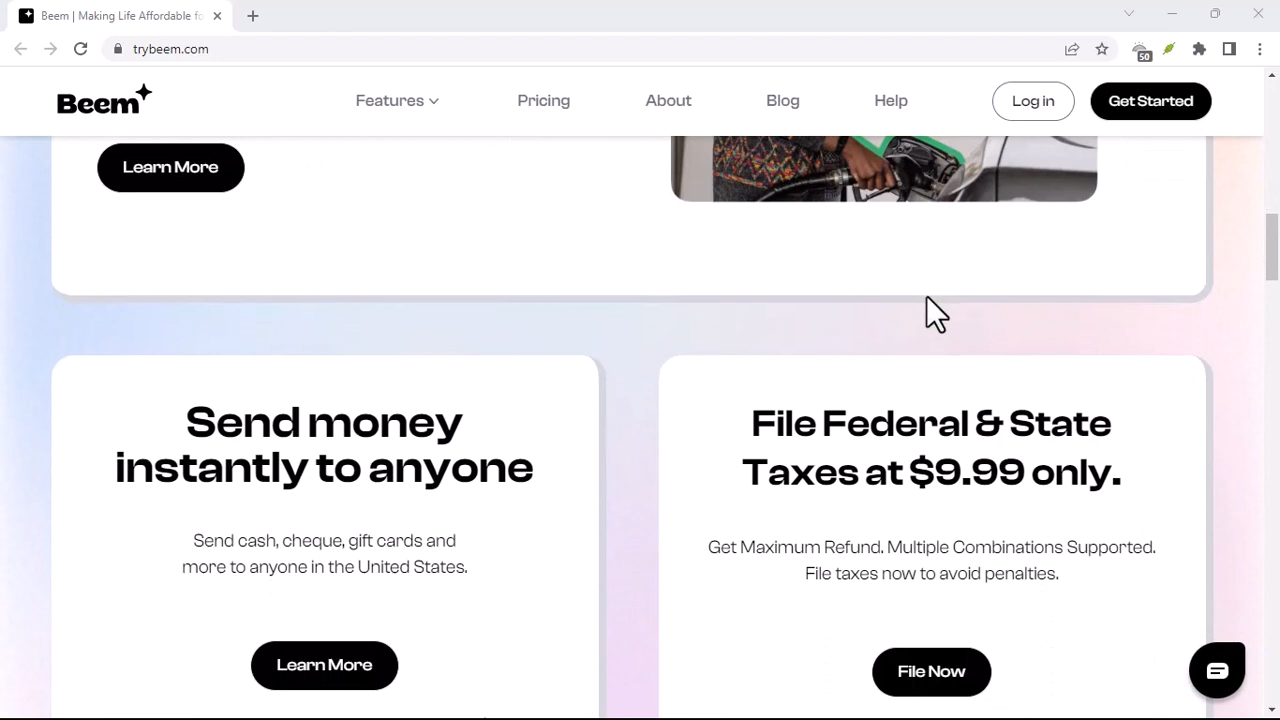 Beem | Making Life Affordable fo
trybeem.com
50
Beem
Features
Pricing
About
Blog
Help
Log in
Get Started
Learn More
Send money
instantly to anyone
Send cash, cheque, gift cards and
more to anyone in the United States.
Learn More
File Federal & State
Taxes at $9.99 only.
Get Maximum Refund. Multiple Combinations Supported.
File taxes now to avoid penalties.
File Now